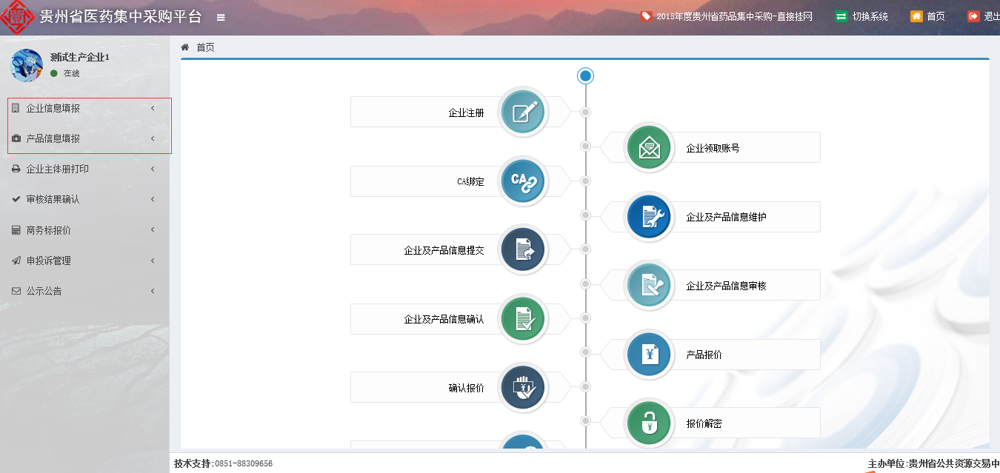 贵州省医药集中采购平台
2015年度贵州省药品集中采购-直接挂网
切换系统
首页
退出
测试生产企业1
在线
首页
企业信息填报
产品信息填报
企业主体册打印
审核结果确认
商务标报价
申投诉管理
公示公告
企业注册
企业领取账号
CA绑定
CA
企业及产品信息维护
企业及产品信息提交
企业及产品信息审核
企业及产品信息确认
产品报价
¥
确认报价
¥
报价解密
¥
技术支持:0851-88309656
主办单位:贵州省公共资源交易中